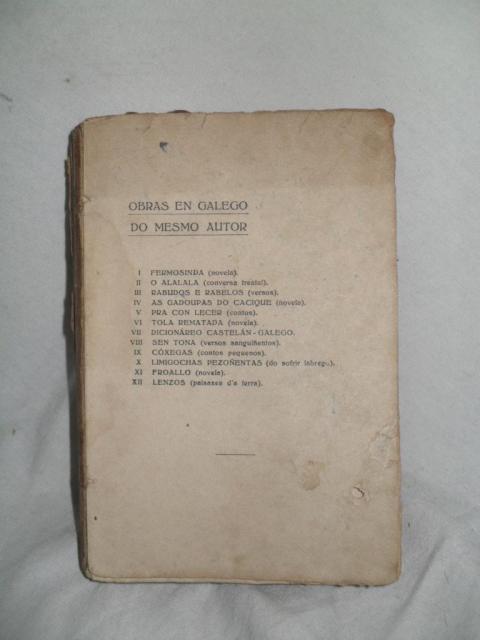 OBRAS EN GALEGO
DO MESMO AUTOR
I FERMOSINDA (novela).
II O ALALALA (conversa treatal).
III RABUDOS E RABELOS (versos).
IV AS GADOUPAS DO CACIQUE (novela).
V PRA CON LECER (contos).
VI TOLA REMATADA (novela).
VII DICIONÁREO CASTELÁN-GALEGO.
VIII SEN TONA (versos sanguiñentos).
IX CÓXEGAS (contos pequenos).
X LIMIGOCHAS PEZOÑENTAS (do sofrir labrego).
XI FROALLO (novela).
XII LENZOS (paisaxes d'a terra).